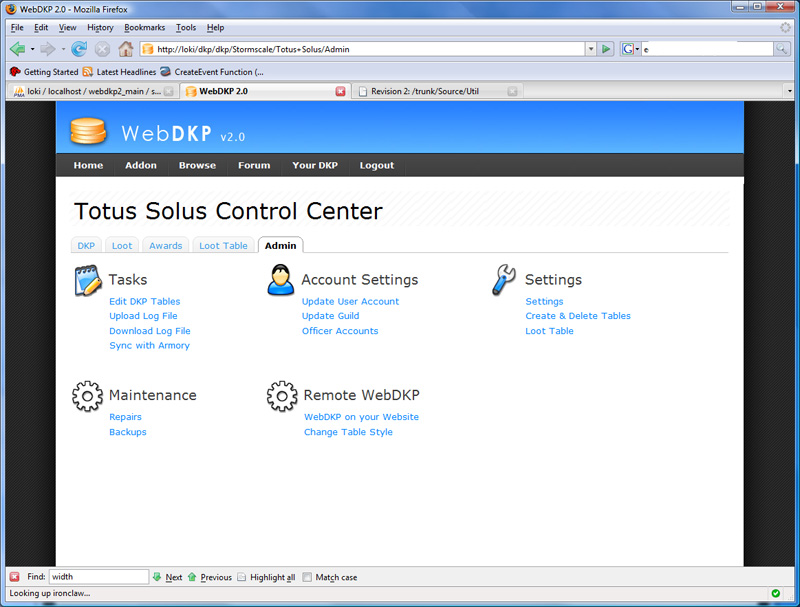 WebDKP 2.0 - Mozilla Firefox
File Edit View History Bookmarks Tools Help
http://loki/dkp/dkp/Stormscale/Totus+Solus/Admin
G e
Getting Started Latest Headlines CreateEvent Function (...
PMA loki / localhost / webdkp2_main / s... WebDKP 2.0 Revision 2: /trunk/Source/Util
WebDKP v2.0
Home Addon Browse Forum Your DKP Logout
Totus Solus Control Center
DKP Loot Awards Loot Table Admin
Tasks
Edit DKP Tables
Upload Log File
Download Log File
Sync with Armory
Account Settings
Update User Account
Update Guild
Officer Accounts
Settings
Settings
Create & Delete Tables
Loot Table
Maintenance
Repairs
Backups
Remote WebDKP
WebDKP on your Website
Change Table Style
Find: width Next Previous Highlight all Match case
Looking up ironclaw...